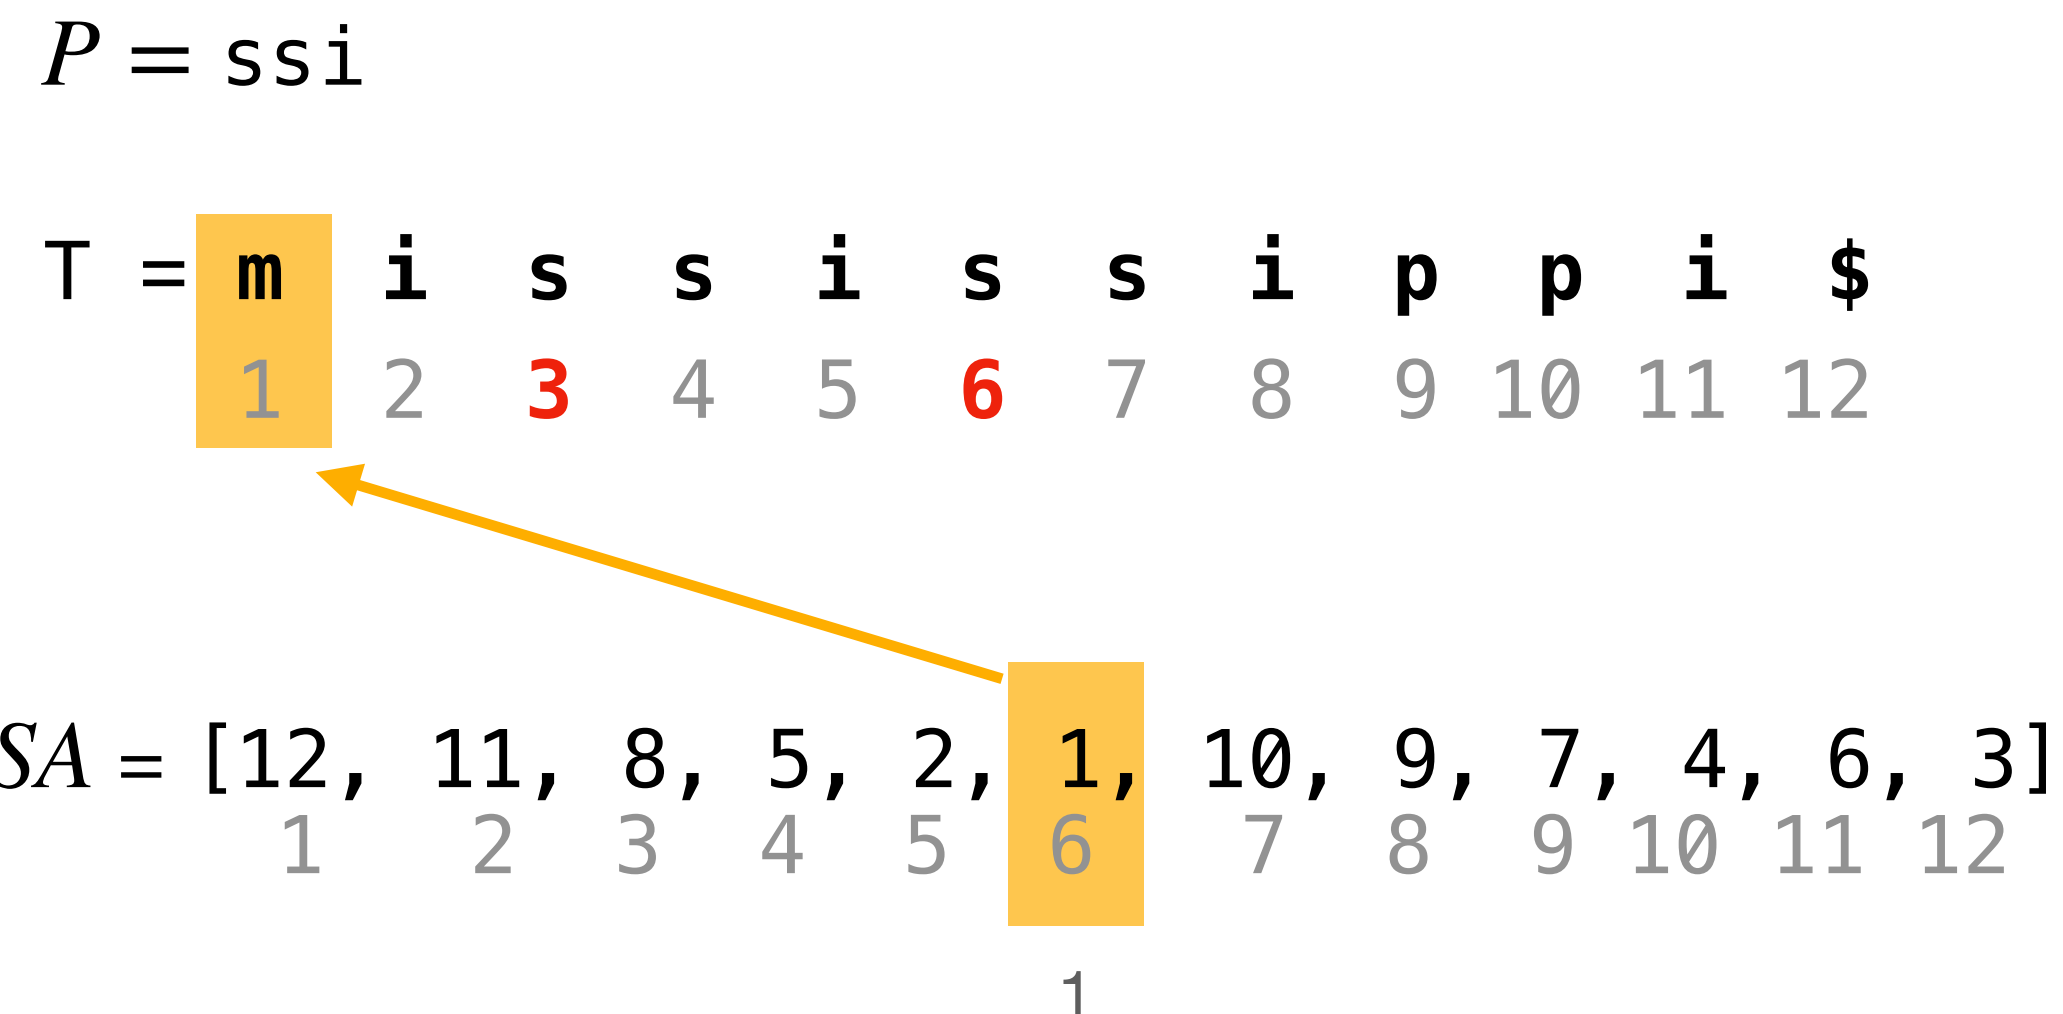 P = ssi
T = m i s s i s s i p p i $
1 2 3 4 5 6 7 8 9 10 11 12
SA = [12, 11, 8, 5, 2, 1, 10, 9, 7, 4, 6, 3]
1 2 3 4 5 6 7 8 9 10 11 12
1